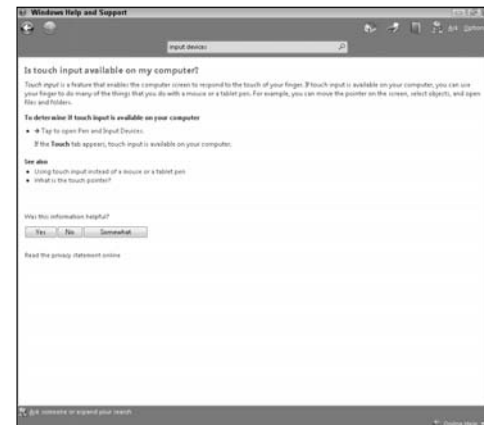 Windows Help and Support
Ask Options
input devices
Is touch input available on my computer?
Touch input is a feature that enables the computer screen to respond to the touch of your finger. If touch input is available on your computer, you can use
your finger to do many of the things that you do with a mouse or a tablet pen. For example, you can move the pointer on the screen, select objects, and open
files and folders.
To determine if touch input is available on your computer
Tap to open Pen and Input Devices.
If the Touch tab appears, touch input is available on your computer.
See also
Using touch input instead of a mouse or a tablet pen
What is the touch pointer?
Was this information helpful?
Yes No Somewhat
Read the privacy statement online
Ask someone or expand your search
Online Help